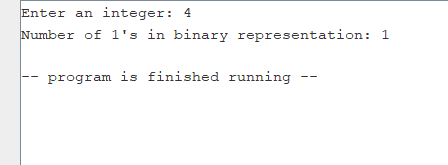 Enter an integer: 4
Number of 1's in binary representation: 1
-- program is finished running --